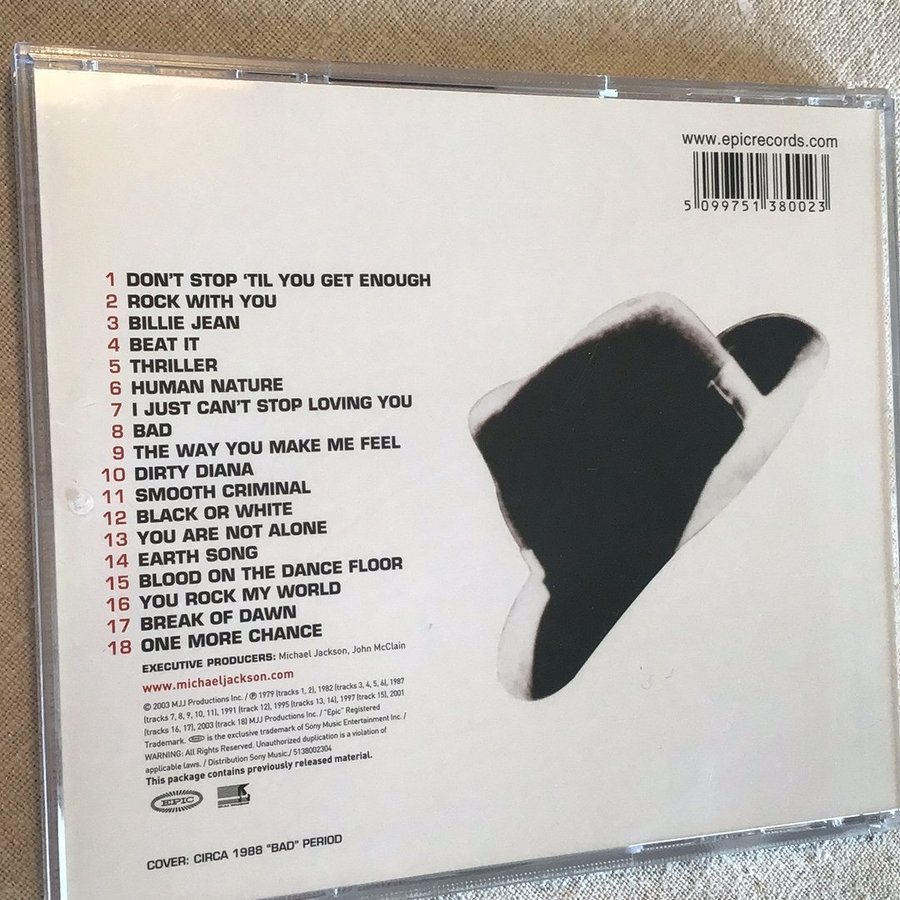 www.epicrecords.com
5 099751 380023
1 DON'T STOP 'TIL YOU GET ENOUGH
2 ROCK WITH YOU
3 BILLIE JEAN
4 BEAT IT
5 THRILLER
6 HUMAN NATURE
7 I JUST CAN'T STOP LOVING YOU
8 BAD
9 THE WAY YOU MAKE ME FEEL
10 DIRTY DIANA
11 SMOOTH CRIMINAL
12 BLACK OR WHITE
13 YOU ARE NOT ALONE
14 EARTH SONG
15 BLOOD ON THE DANCE FLOOR
16 YOU ROCK MY WORLD
17 BREAK OF DAWN
18 ONE MORE CHANCE
EXECUTIVE PRODUCERS: Michael Jackson, John McClain
www.michaeljackson.com
© 2003 MJJ Productions Inc. / ℗ 1979 (tracks 1, 2), 1982 (tracks 3, 4, 5, 6), 1987
(tracks 7, 8, 9, 10, 11), 1991 (track 12), 1995 (tracks 13, 14), 1997 (track 15), 2001
(tracks 16, 17), 2003 (track 18) MJJ Productions Inc. / "Epic" Registered
Trademark. is the exclusive trademark of Sony Music Entertainment Inc. /
WARNING: All Rights Reserved. Unauthorized duplication is a violation of
applicable laws. / Distribution Sony Music./ 5138002304
This package contains previously released material.
EPIC
COVER: CIRCA 1988 "BAD" PERIOD